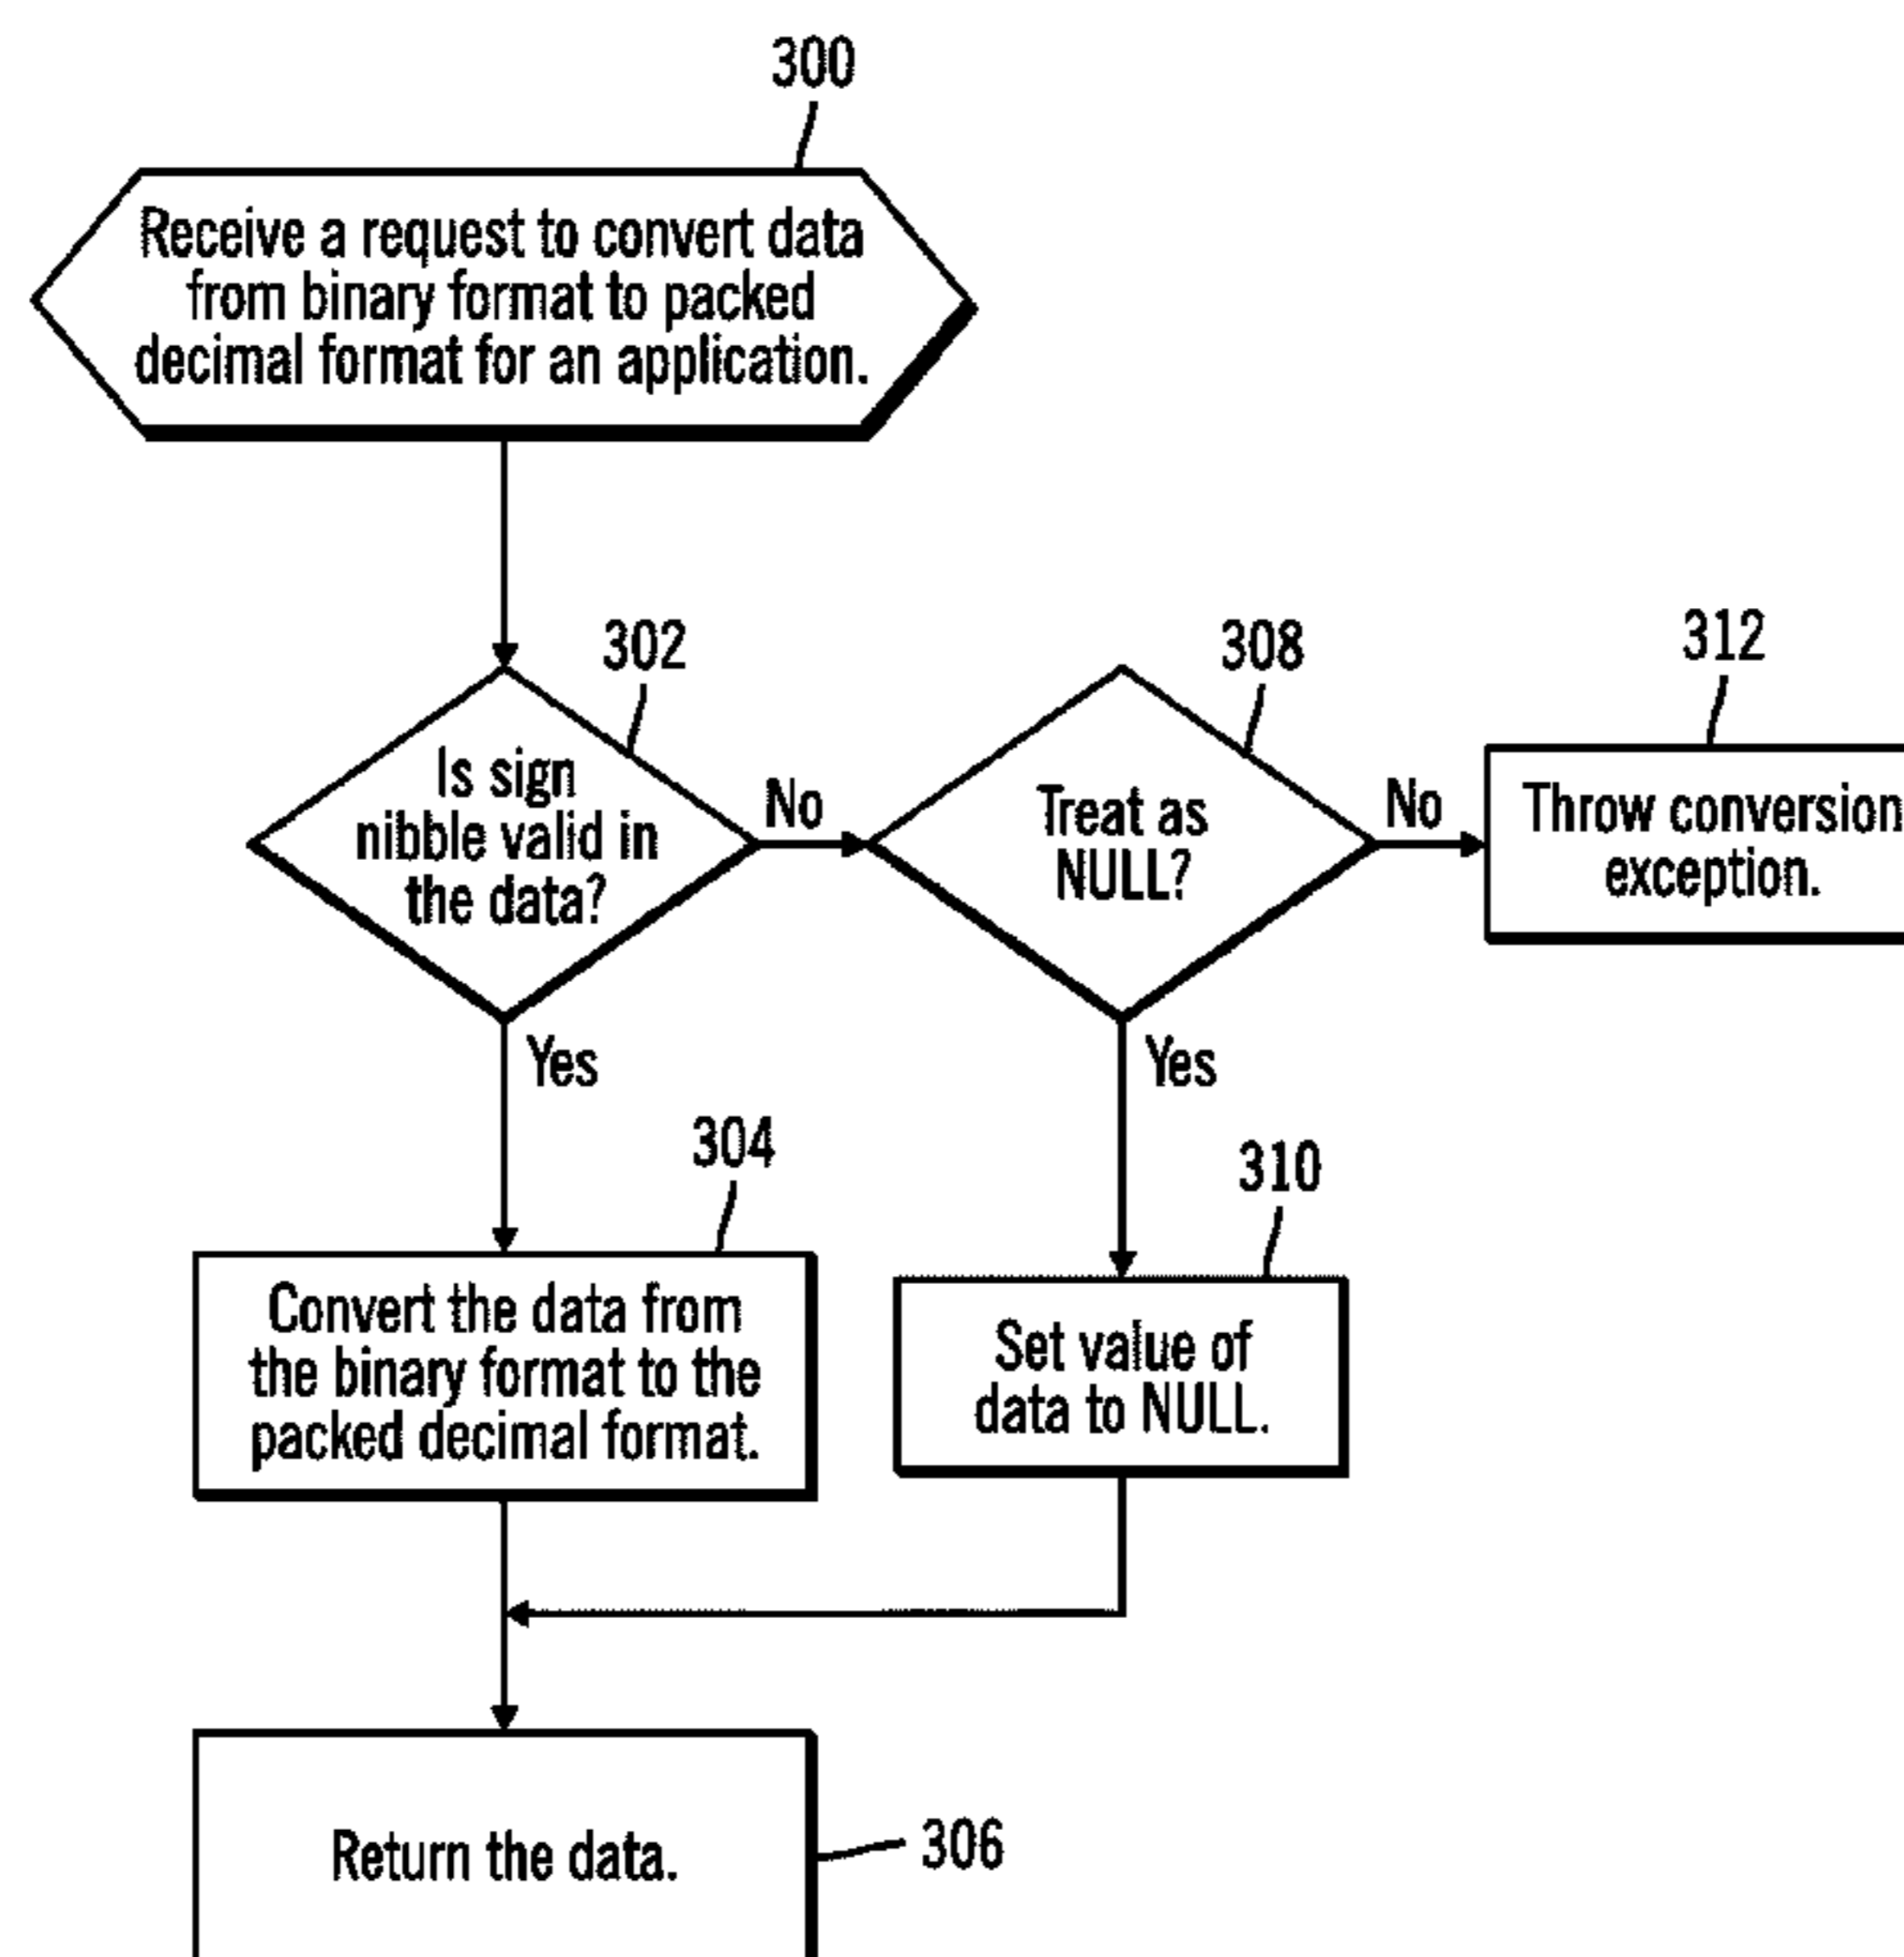 300
Receive a request to convert data
from binary format to packed
decimal format for an application.
302
Is sign
nibble valid in
the data?
No
308
Treat as
NULL?
No
312
Throw conversion
exception.
Yes
Yes
304
Convert the data from
the binary format to the
packed decimal format.
310
Set value of
data to NULL.
Return the data.
306